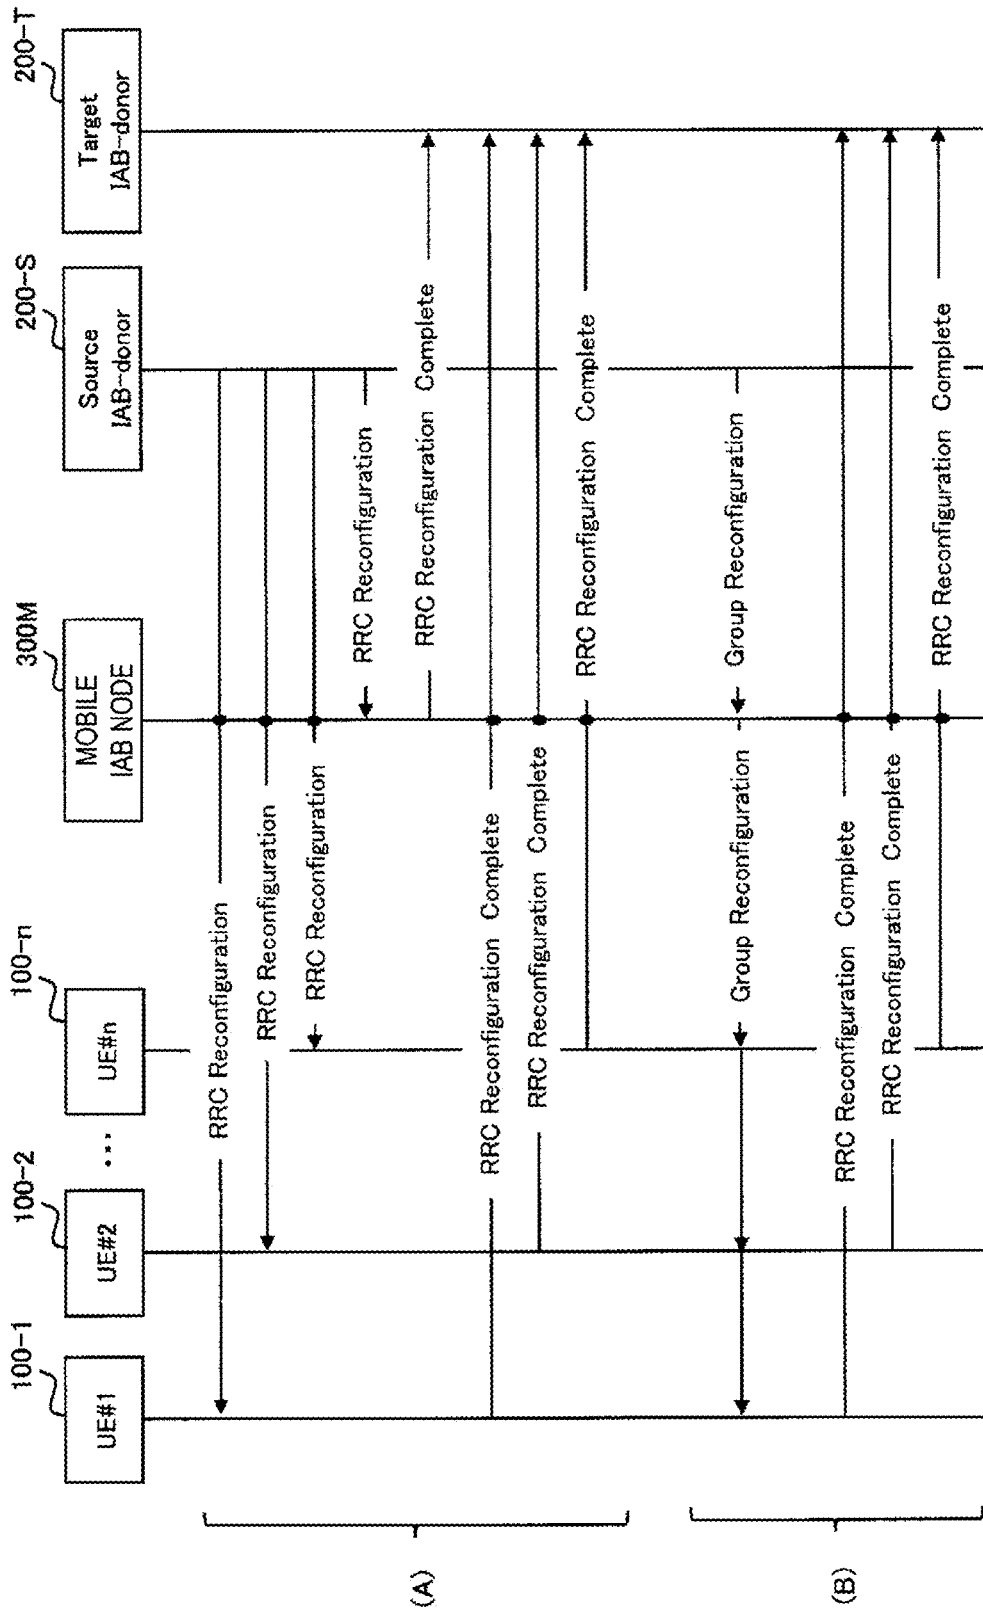 100-1
100-2
100-n
300M
200-S
200-T
UE#1
UE#2
...
UE#n
MOBILE
IAB NODE
Source
IAB-donor
Target
IAB-donor
(A)
RRC Reconfiguration
RRC Reconfiguration
RRC Reconfiguration
RRC Reconfiguration
RRC Reconfiguration Complete
RRC Reconfiguration Complete
RRC Reconfiguration Complete
RRC Reconfiguration Complete
(B)
Group Reconfiguration
Group Reconfiguration
RRC Reconfiguration Complete
RRC Reconfiguration Complete
RRC Reconfiguration Complete